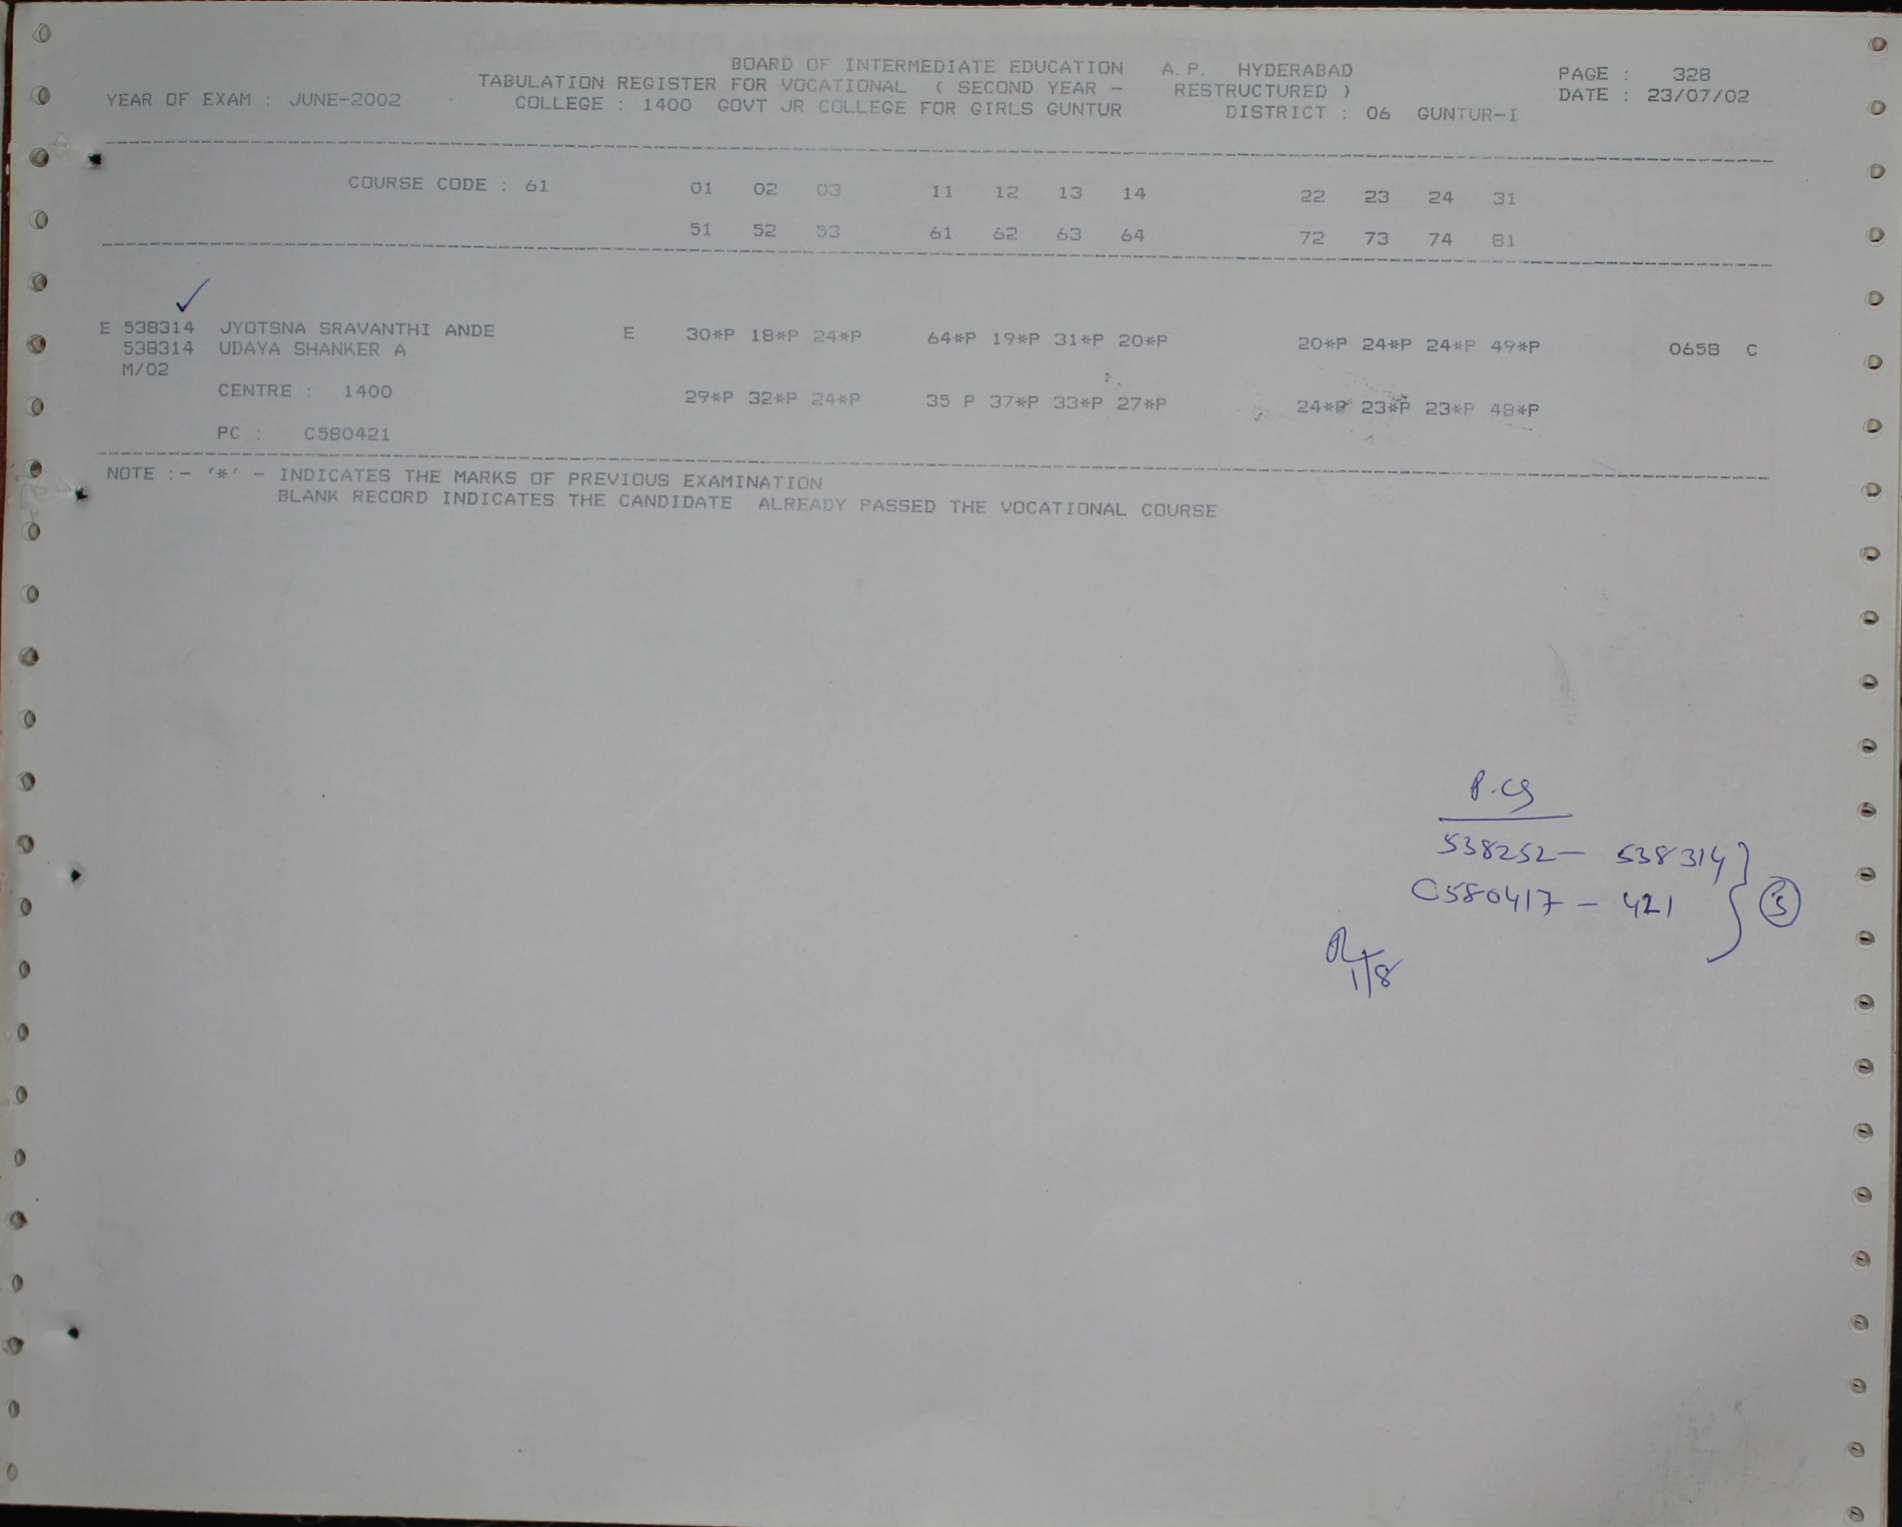 BOARD OF INTERMEDIATE EDUCATION A.P. HYDERABAD PAGE : 328
TABULATION REGISTER FOR VOCATIONAL ( SECOND YEAR - RESTRUCTURED ) DATE : 23/07/02
YEAR OF EXAM : JUNE-2002 COLLEGE : 1400 GOVT JR COLLEGE FOR GIRLS GUNTUR DISTRICT : 06 GUNTUR-I
COURSE CODE : 61 01 02 03 11 12 13 14 22 23 24 31
51 52 53 61 62 63 64 72 73 74 81
E 538314 JYOTSNA SRAVANTHI ANDE E 30*P 18*P 24*P 64*P 19*P 31*P 20*P 20*P 24*P 24*P 49*P 0658 C
538314 UDAYA SHANKER A
M/02
CENTRE : 1400 29*P 32*P 24*P 35 P 37*P 33*P 27*P 24*P 23*P 23*P 48*P
PC : C580421
NOTE :- '*' - INDICATES THE MARKS OF PREVIOUS EXAMINATION
BLANK RECORD INDICATES THE CANDIDATE ALREADY PASSED THE VOCATIONAL COURSE
538252 - 538314
C580417 - 421
1/8